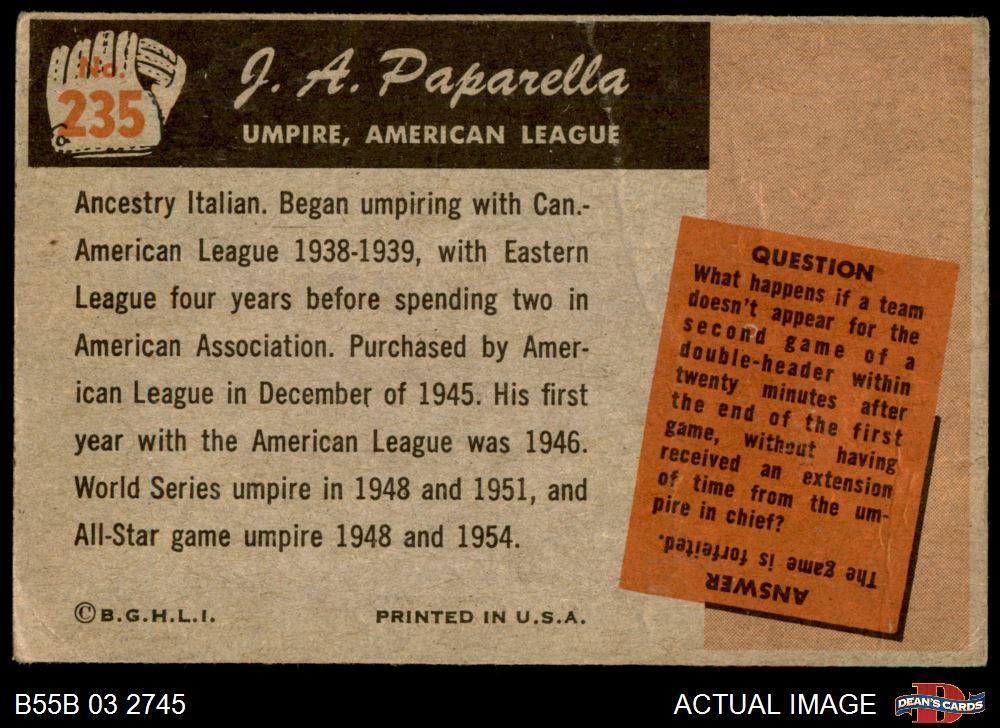 No.
235
J. A. Paparella
UMPIRE, AMERICAN LEAGUE
Ancestry Italian. Began umpiring with Can.-
American League 1938-1939, with Eastern
League four years before spending two in
American Association. Purchased by Amer-
ican League in December of 1945. His first
year with the American League was 1946.
World Series umpire in 1948 and 1951, and
All-Star game umpire 1948 and 1954.
©B.G.H.L.I.
PRINTED IN U.S.A.
QUESTION
What happens if a team
doesn't appear for the
second game of a
double-header within
twenty minutes after
the end of the first
game, without having
received an extension
of time from the um-
pire in chief?
ANSWER
The game is forfeited.
B55B 03 2745
ACTUAL IMAGE
D
DEAN'S CARDS